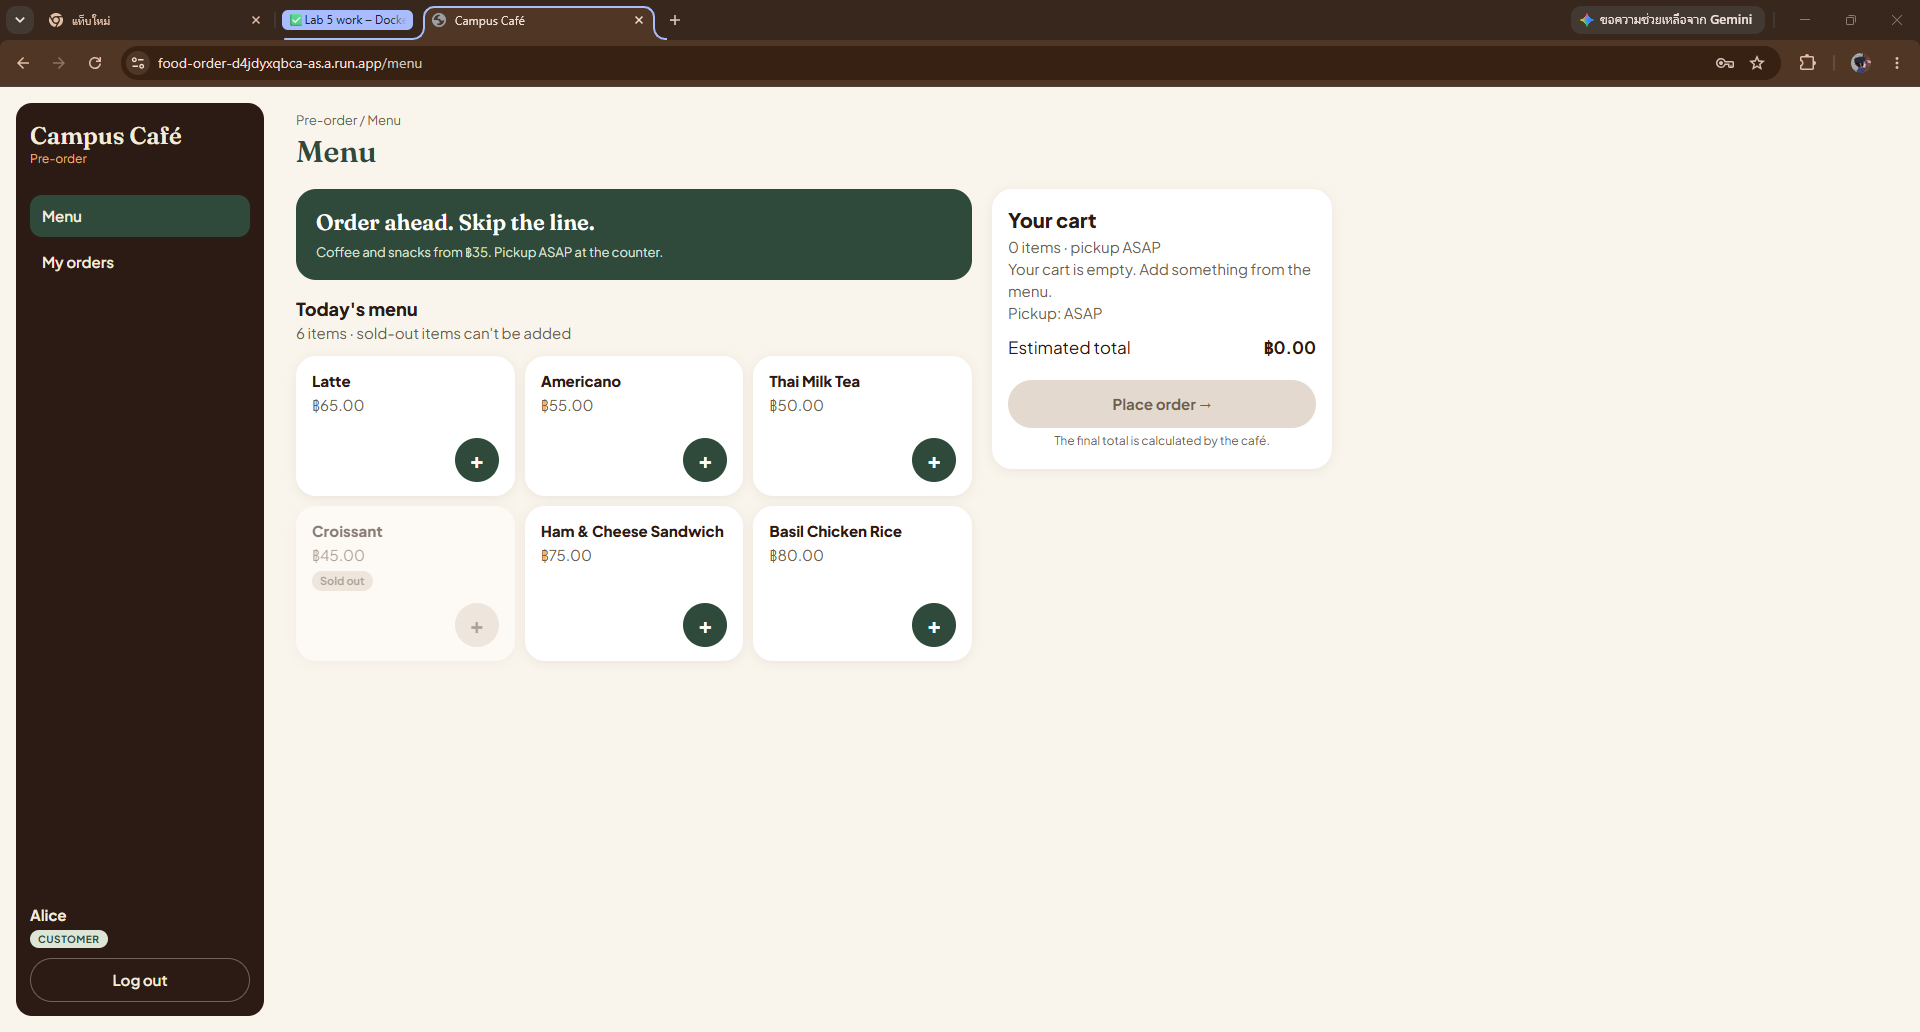 แท็บใหม่
✅ Lab 5 work – Docke
Campus Café
ขอความช่วยเหลือจาก Gemini
food-order-d4jdyxqbca-as.a.run.app/menu
Campus Café
Pre-order
Menu
My orders
Alice
CUSTOMER
Log out
Pre-order / Menu
Menu
Order ahead. Skip the line.
Coffee and snacks from ฿35. Pickup ASAP at the counter.
Today's menu
6 items · sold-out items can't be added
Latte
฿65.00
+
Americano
฿55.00
+
Thai Milk Tea
฿50.00
+
Croissant
฿45.00
Sold out
+
Ham & Cheese Sandwich
฿75.00
+
Basil Chicken Rice
฿80.00
+
Your cart
0 items · pickup ASAP
Your cart is empty. Add something from the
menu.
Pickup: ASAP
Estimated total ฿0.00
Place order →
The final total is calculated by the café.